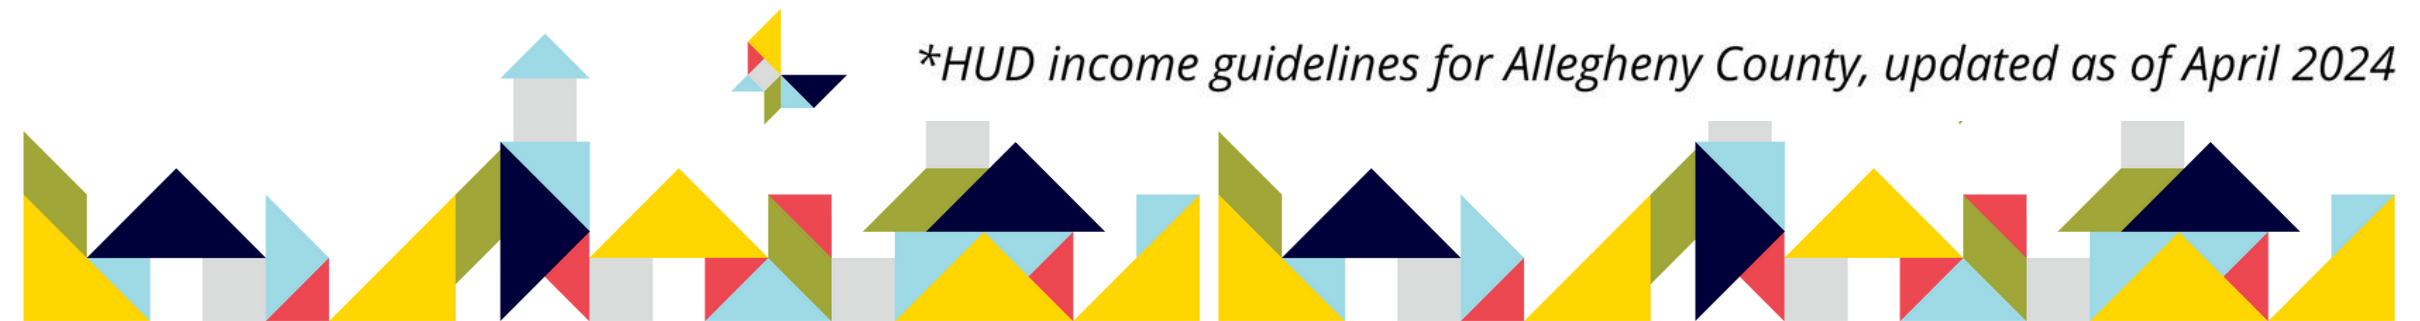 *HUD income guidelines for Allegheny County, updated as of April 2024